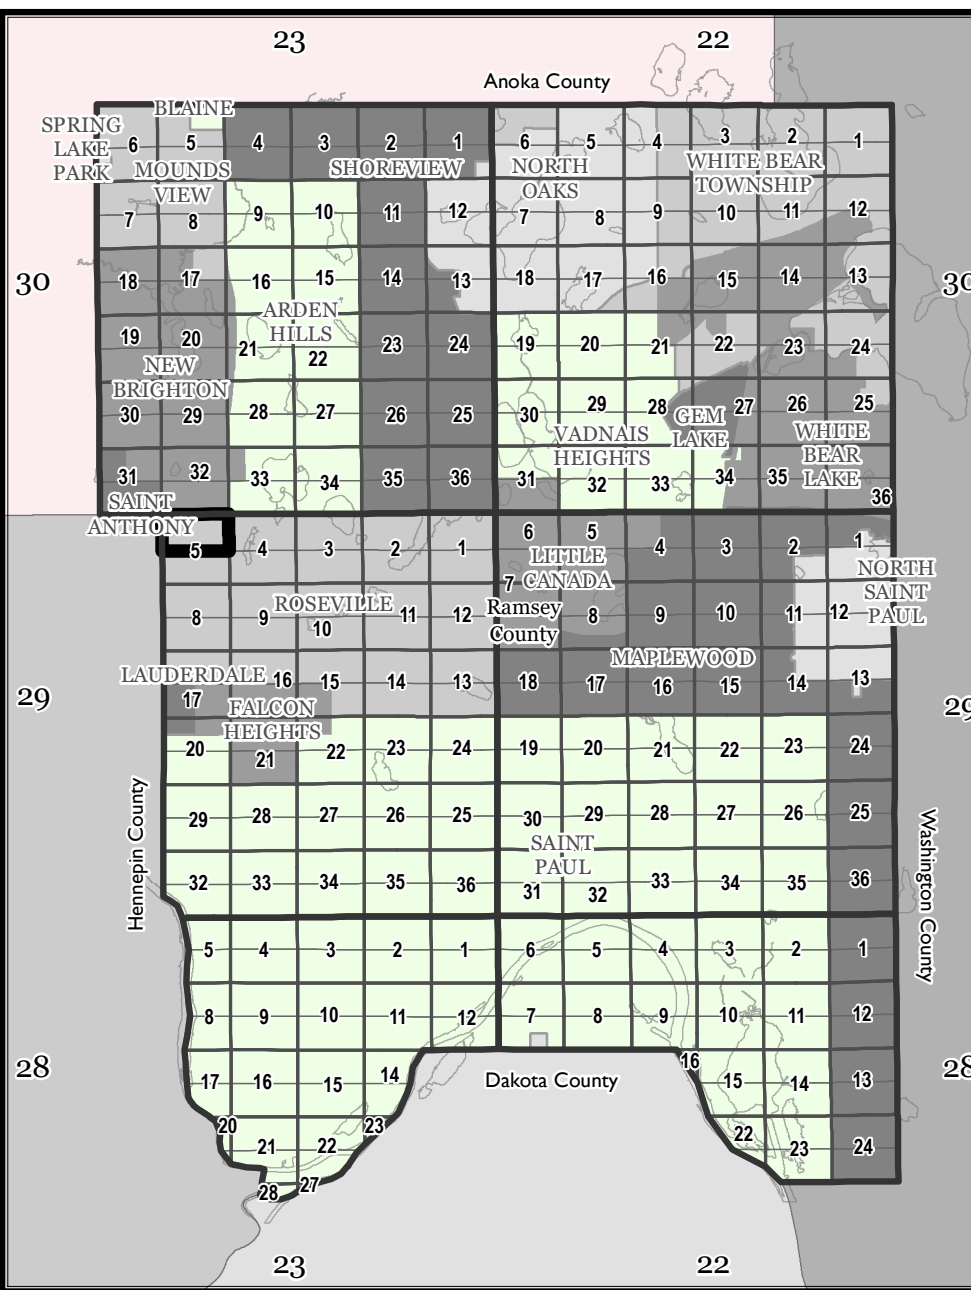 23 22
Anoka County
BLAINE
SPRING
LAKE
PARK
6 5 4 3 2 1 6 5 4 3 2 1
MOUNDS
VIEW
SHOREVIEW
NORTH
OAKS
WHITE BEAR
TOWNSHIP
7 8 9 10 11 12 7 8 9 10 11 12
30 18 17 16 15 14 13 18 17 16 15 14 13 30
ARDEN
HILLS
19 20 21 22 23 24 19 20 21 22 23 24
NEW
BRIGHTON
30 29 28 27 26 25 30 29 28 27 26 25
GEM
LAKE
VADNAIS
HEIGHTS
WHITE
BEAR
LAKE
31 32 33 34 35 36 31 32 33 34 35 36
SAINT
ANTHONY
5 4 3 2 1 6 5 4 3 2 1
LITTLE
CANADA
NORTH
SAINT
PAUL
8 9 10 11 12 7 8 9 10 11 12
ROSEVILLE
Ramsey
County
MAPLEWOOD
LAUDERDALE
29 17 16 15 14 13 18 17 16 15 14 13 29
FALCON
HEIGHTS
20 21 22 23 24 19 20 21 22 23 24
29 28 27 26 25 30 29 28 27 26 25
Hennepin County
Washington County
SAINT
PAUL
32 33 34 35 36 31 32 33 34 35 36
5 4 3 2 1 6 5 4 3 2 1
8 9 10 11 12 7 8 9 10 11 12
28 17 16 15 14 16 15 14 13 28
Dakota County
20 21 22 23 22 23 24
28 27
23 22